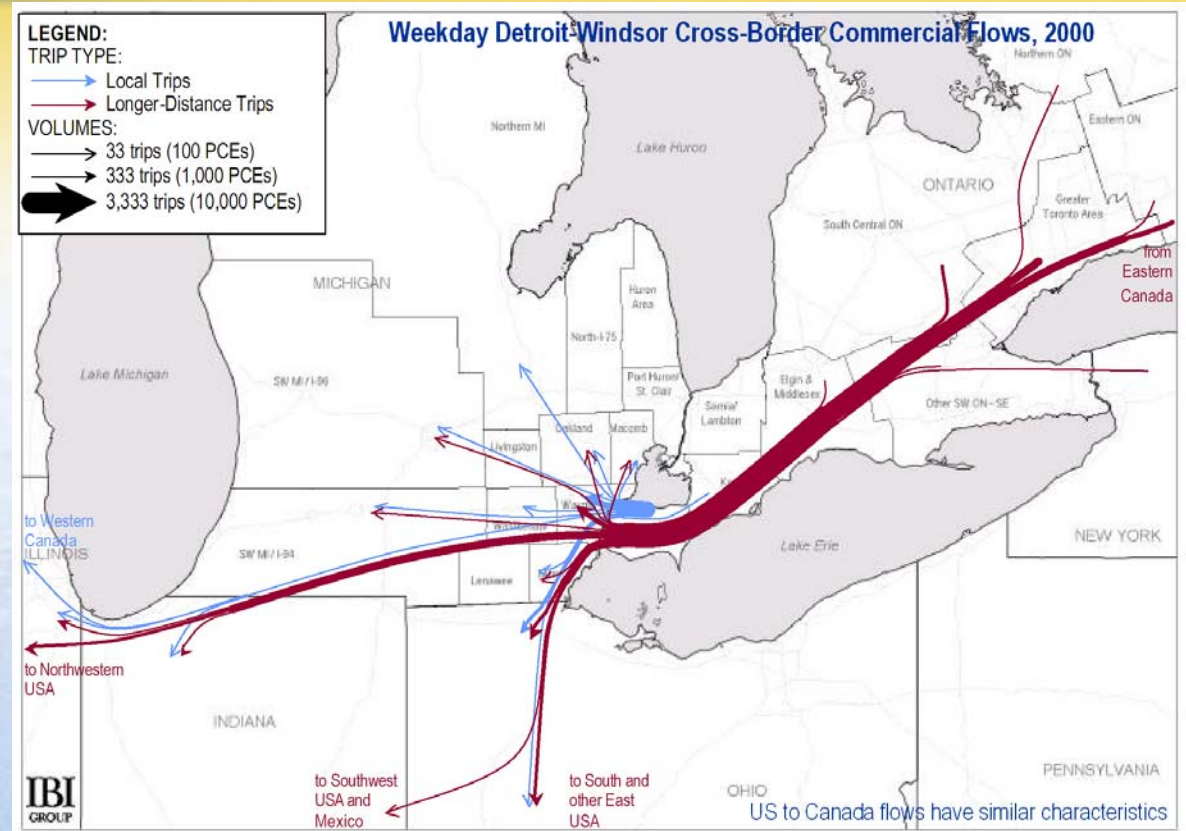 Weekday Detroit-Windsor Cross-Border Commercial Flows, 2000
LEGEND:
TRIP TYPE:
Local Trips
Longer-Distance Trips
VOLUMES:
33 trips (100 PCEs)
333 trips (1,000 PCEs)
3,333 trips (10,000 PCEs)
Northern ON
Eastern ON
Northern MI
Lake Huron
ONTARIO
Greater
Toronto Area
South Central ON
from
Eastern
Canada
MICHIGAN
Huron
Area
North-I-75
Lake Michigan
SW MI / I-96
Port Huron/
St. Clair
Elgin &
Middlesex
Other SW ON - SE
Sarnia/
Lambton
Oakland
Macomb
Livingston
to Western
Canada
ILLINOIS
SW MI / I-94
Lenawee
Lake Erie
NEW YORK
to Northwestern
USA
INDIANA
to Southwest
USA and
Mexico
to South and
other East
USA
OHIO
PENNSYLVANIA
IBI
GROUP
US to Canada flows have similar characteristics